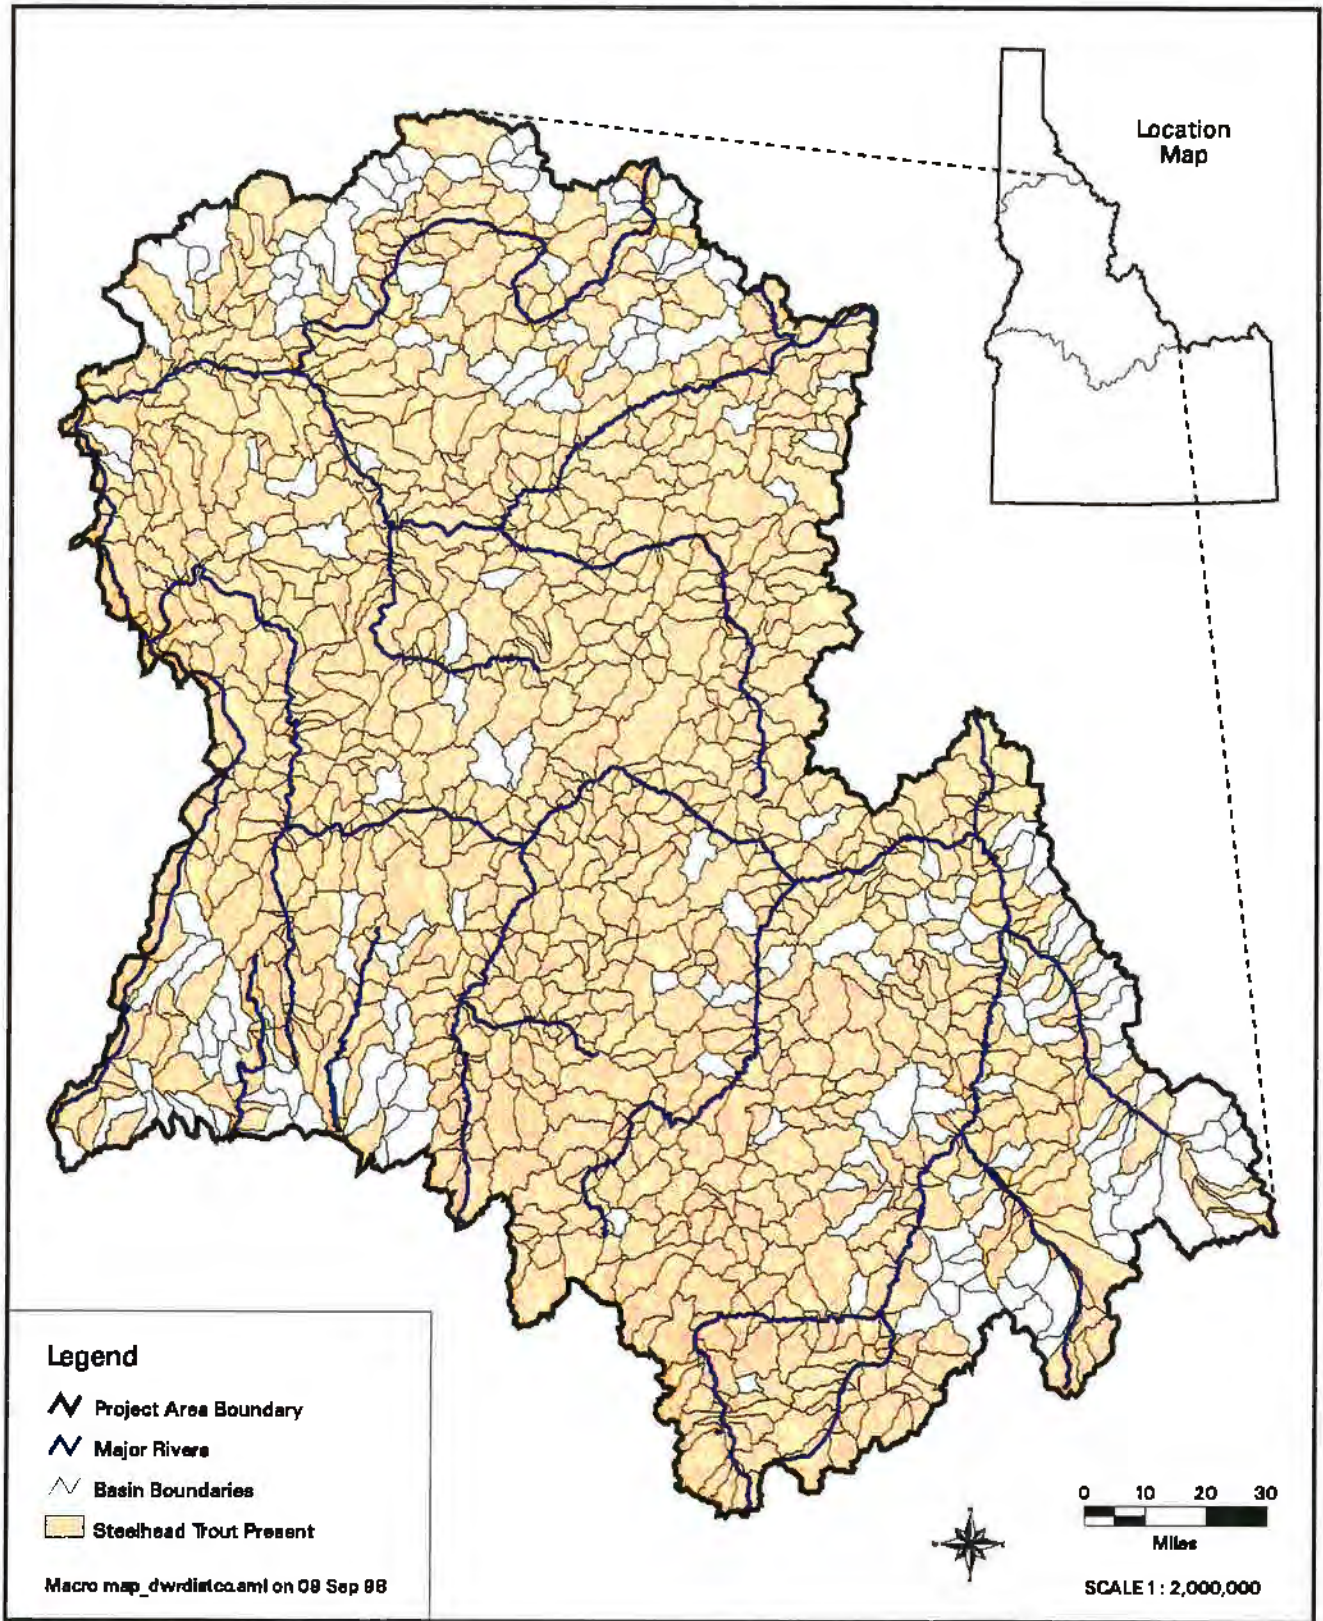 Location
Map
Legend
Project Area Boundary
Major Rivers
Basin Boundaries
Steelhead Trout Present
Macro map_dwrdistco.aml on 09 Sep 98
0 10 20 30
Miles
SCALE 1 : 2,000,000